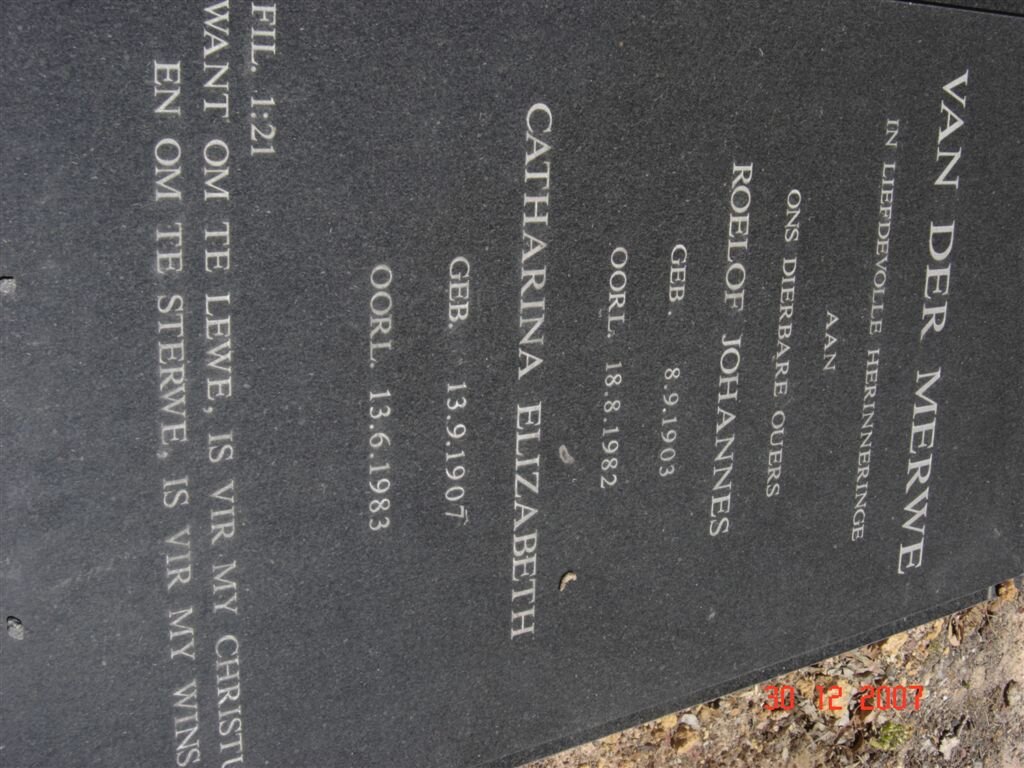 VAN DER MERWE
IN LIEFDEVOLLE HERINNERINGE
AAN
ONS DIERBARE OUERS
ROELOF JOHANNES
GEB. 8.9.1903
OORL. 18.8.1982
CATHARINA ELIZABETH
GEB. 13.9.1907
OORL. 13.6.1983
FIL. 1:21
WANT OM TE LEWE, IS VIR MY CHRISTU
EN OM TE STERWE, IS VIR MY WINS
30 12 2007